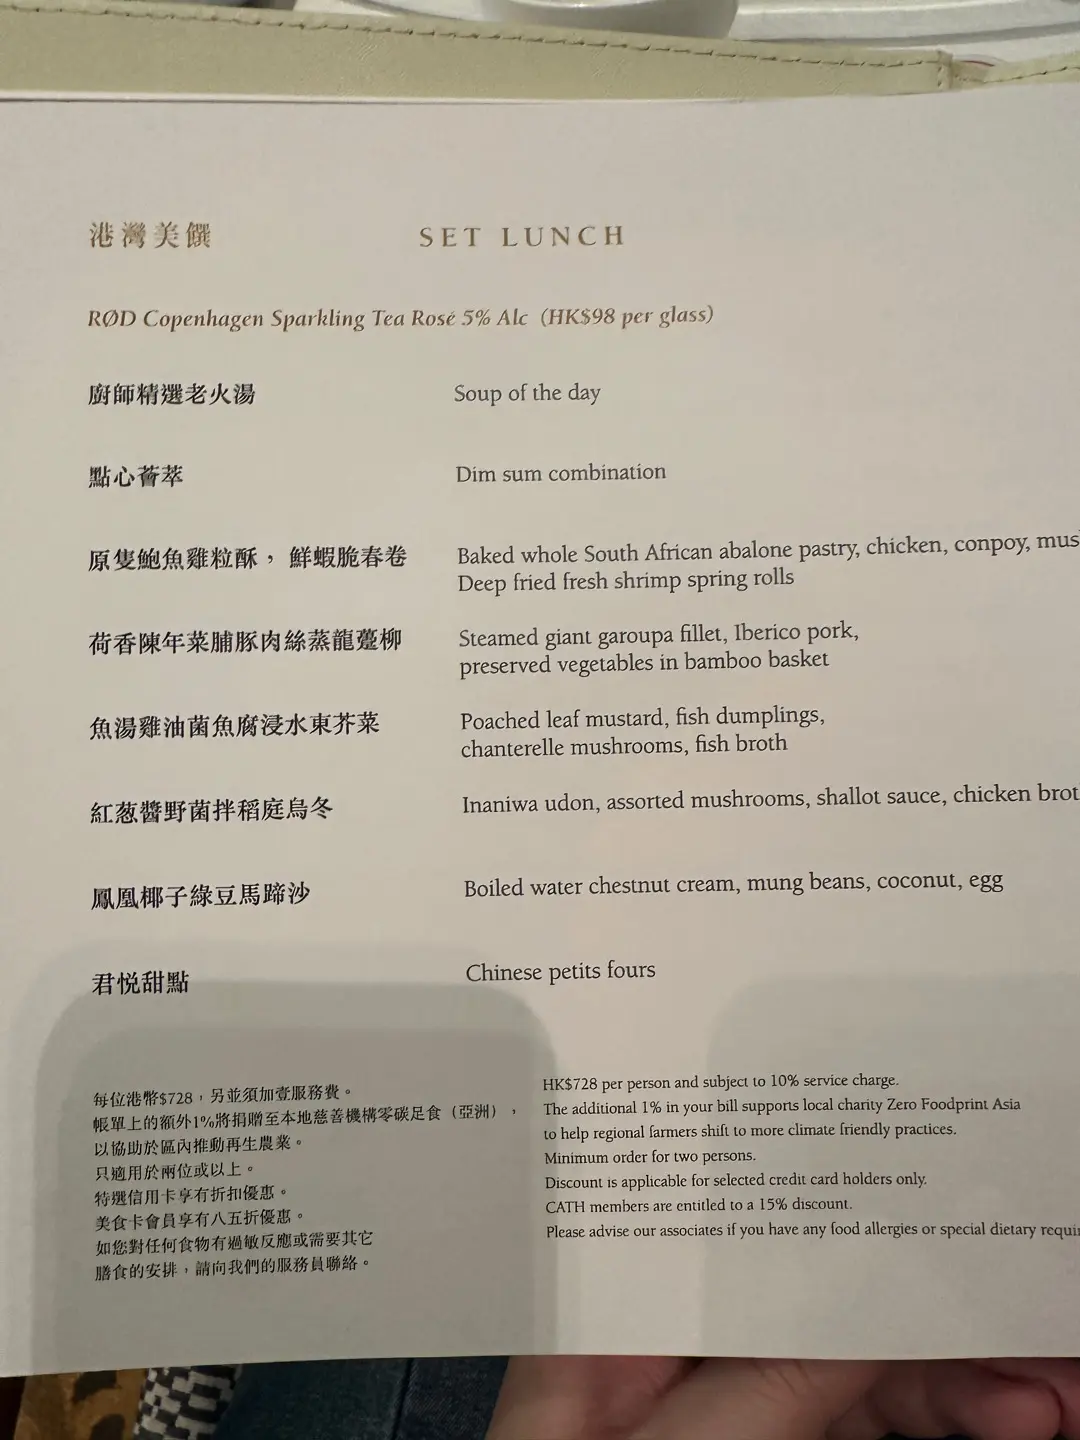 港灣美饌 SET LUNCH
RØD Copenhagen Sparkling Tea Rosé 5% Alc (HK$98 per glass)
廚師精選老火湯 Soup of the day
點心薈萃 Dim sum combination
原隻鮑魚雞粒酥，鮮蝦脆春卷 Baked whole South African abalone pastry, chicken, conpoy, mus
Deep fried fresh shrimp spring rolls
荷香陳年菜脯豚肉絲蒸龍躉柳 Steamed giant garoupa fillet, Iberico pork,
preserved vegetables in bamboo basket
魚湯雞油菌魚腐浸水東芥菜 Poached leaf mustard, fish dumplings,
chanterelle mushrooms, fish broth
紅葱醬野菌拌稻庭烏冬 Inaniwa udon, assorted mushrooms, shallot sauce, chicken brot
鳳凰椰子綠豆馬蹄沙 Boiled water chestnut cream, mung beans, coconut, egg
君悅甜點 Chinese petits fours
每位港幣$728，另並須加壹服務費。
帳單上的額外1%將捐贈至本地慈善機構零碳足食（亞洲），
以協助於區內推動再生農業。
只適用於兩位或以上。
特選信用卡享有折扣優惠。
美食卡會員享有八五折優惠。
如您對任何食物有過敏反應或需要其它
膳食的安排，請向我們的服務員聯絡。
HK$728 per person and subject to 10% service charge.
The additional 1% in your bill supports local charity Zero Foodprint Asia
to help regional farmers shift to more climate friendly practices.
Minimum order for two persons.
Discount is applicable for selected credit card holders only.
CATH members are entitled to a 15% discount.
Please advise our associates if you have any food allergies or special dietary requi